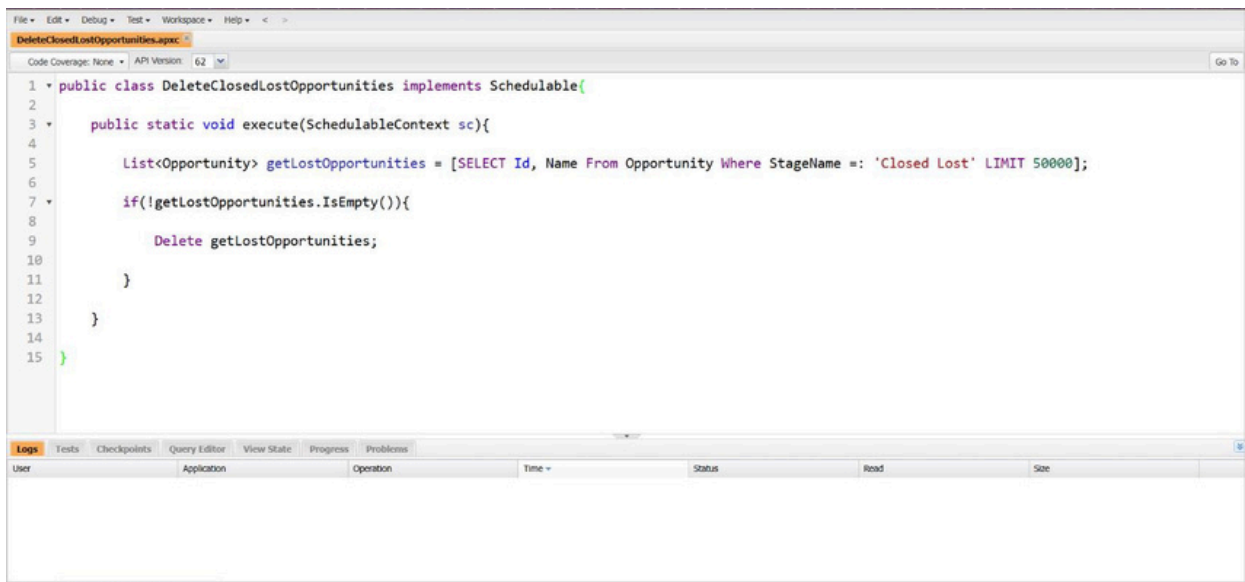 File Edit Debug Test Workspace Help < >
DeleteClosedLostOpportunities.apxc
Code Coverage: None API Version: 62 Go To
1 public class DeleteClosedLostOpportunities implements Schedulable{
2
3 public static void execute(SchedulableContext sc){
4
5 List<Opportunity> getLostOpportunities = [SELECT Id, Name From Opportunity Where StageName =: 'Closed Lost' LIMIT 50000];
6
7 if(!getLostOpportunities.IsEmpty()){
8
9 Delete getLostOpportunities;
10
11 }
12
13 }
14
15 }
Logs Tests Checkpoints Query Editor View State Progress Problems
User Application Operation Time Status Read Size